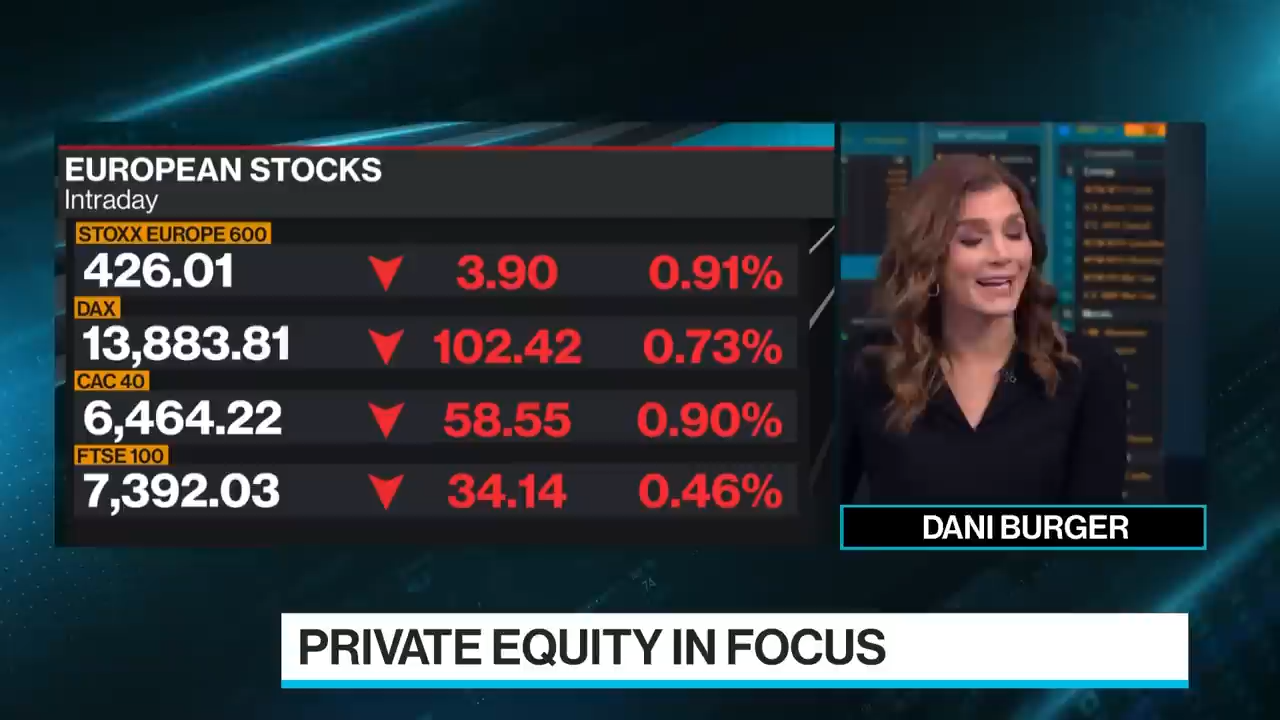 EUROPEAN STOCKS
Intraday
STOXX EUROPE 600
426.01 3.90 0.91%
DAX
13,883.81 102.42 0.73%
CAC 40
6,464.22 58.55 0.90%
FTSE 100
7,392.03 34.14 0.46%
DANI BURGER
74
PRIVATE EQUITY IN FOCUS